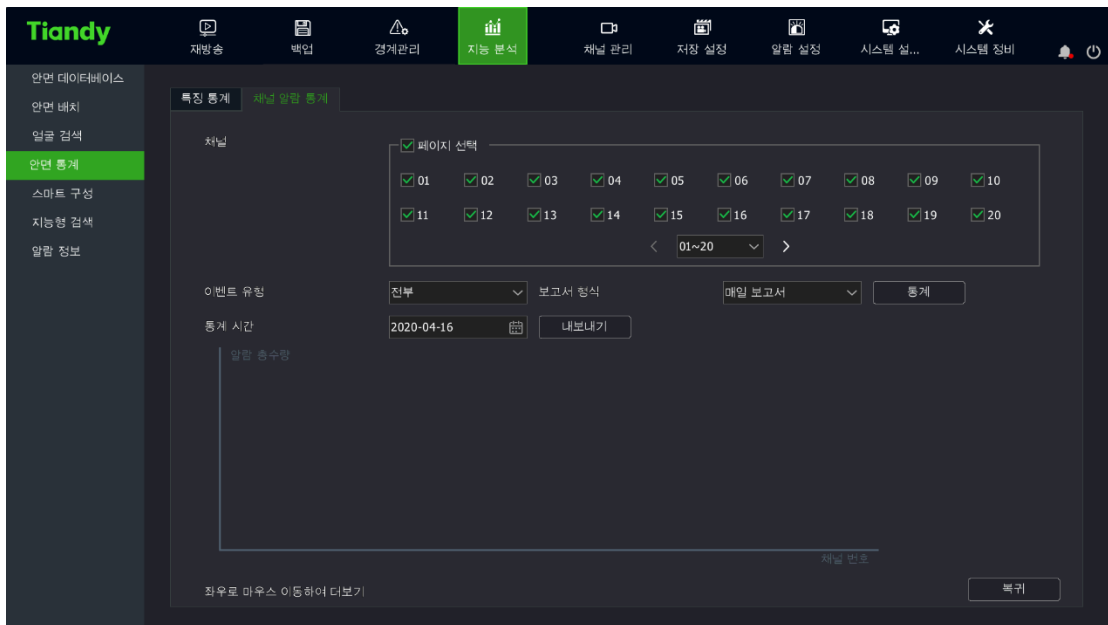 Tiandy
재방송 백업 경계관리 지능 분석 채널 관리 저장 설정 알람 설정 시스템 설... 시스템 정비
안면 데이터베이스
안면 배치
얼굴 검색
안면 통계
스마트 구성
지능형 검색
알람 정보
특징 통계 채널 알람 통계
채널 페이지 선택
01 02 03 04 05 06 07 08 09 10
11 12 13 14 15 16 17 18 19 20
01~20
이벤트 유형 전부 보고서 형식 매일 보고서 통계
통계 시간 2020-04-16 내보내기
알람 총수량
채널 번호
좌우로 마우스 이동하여 더보기 복귀